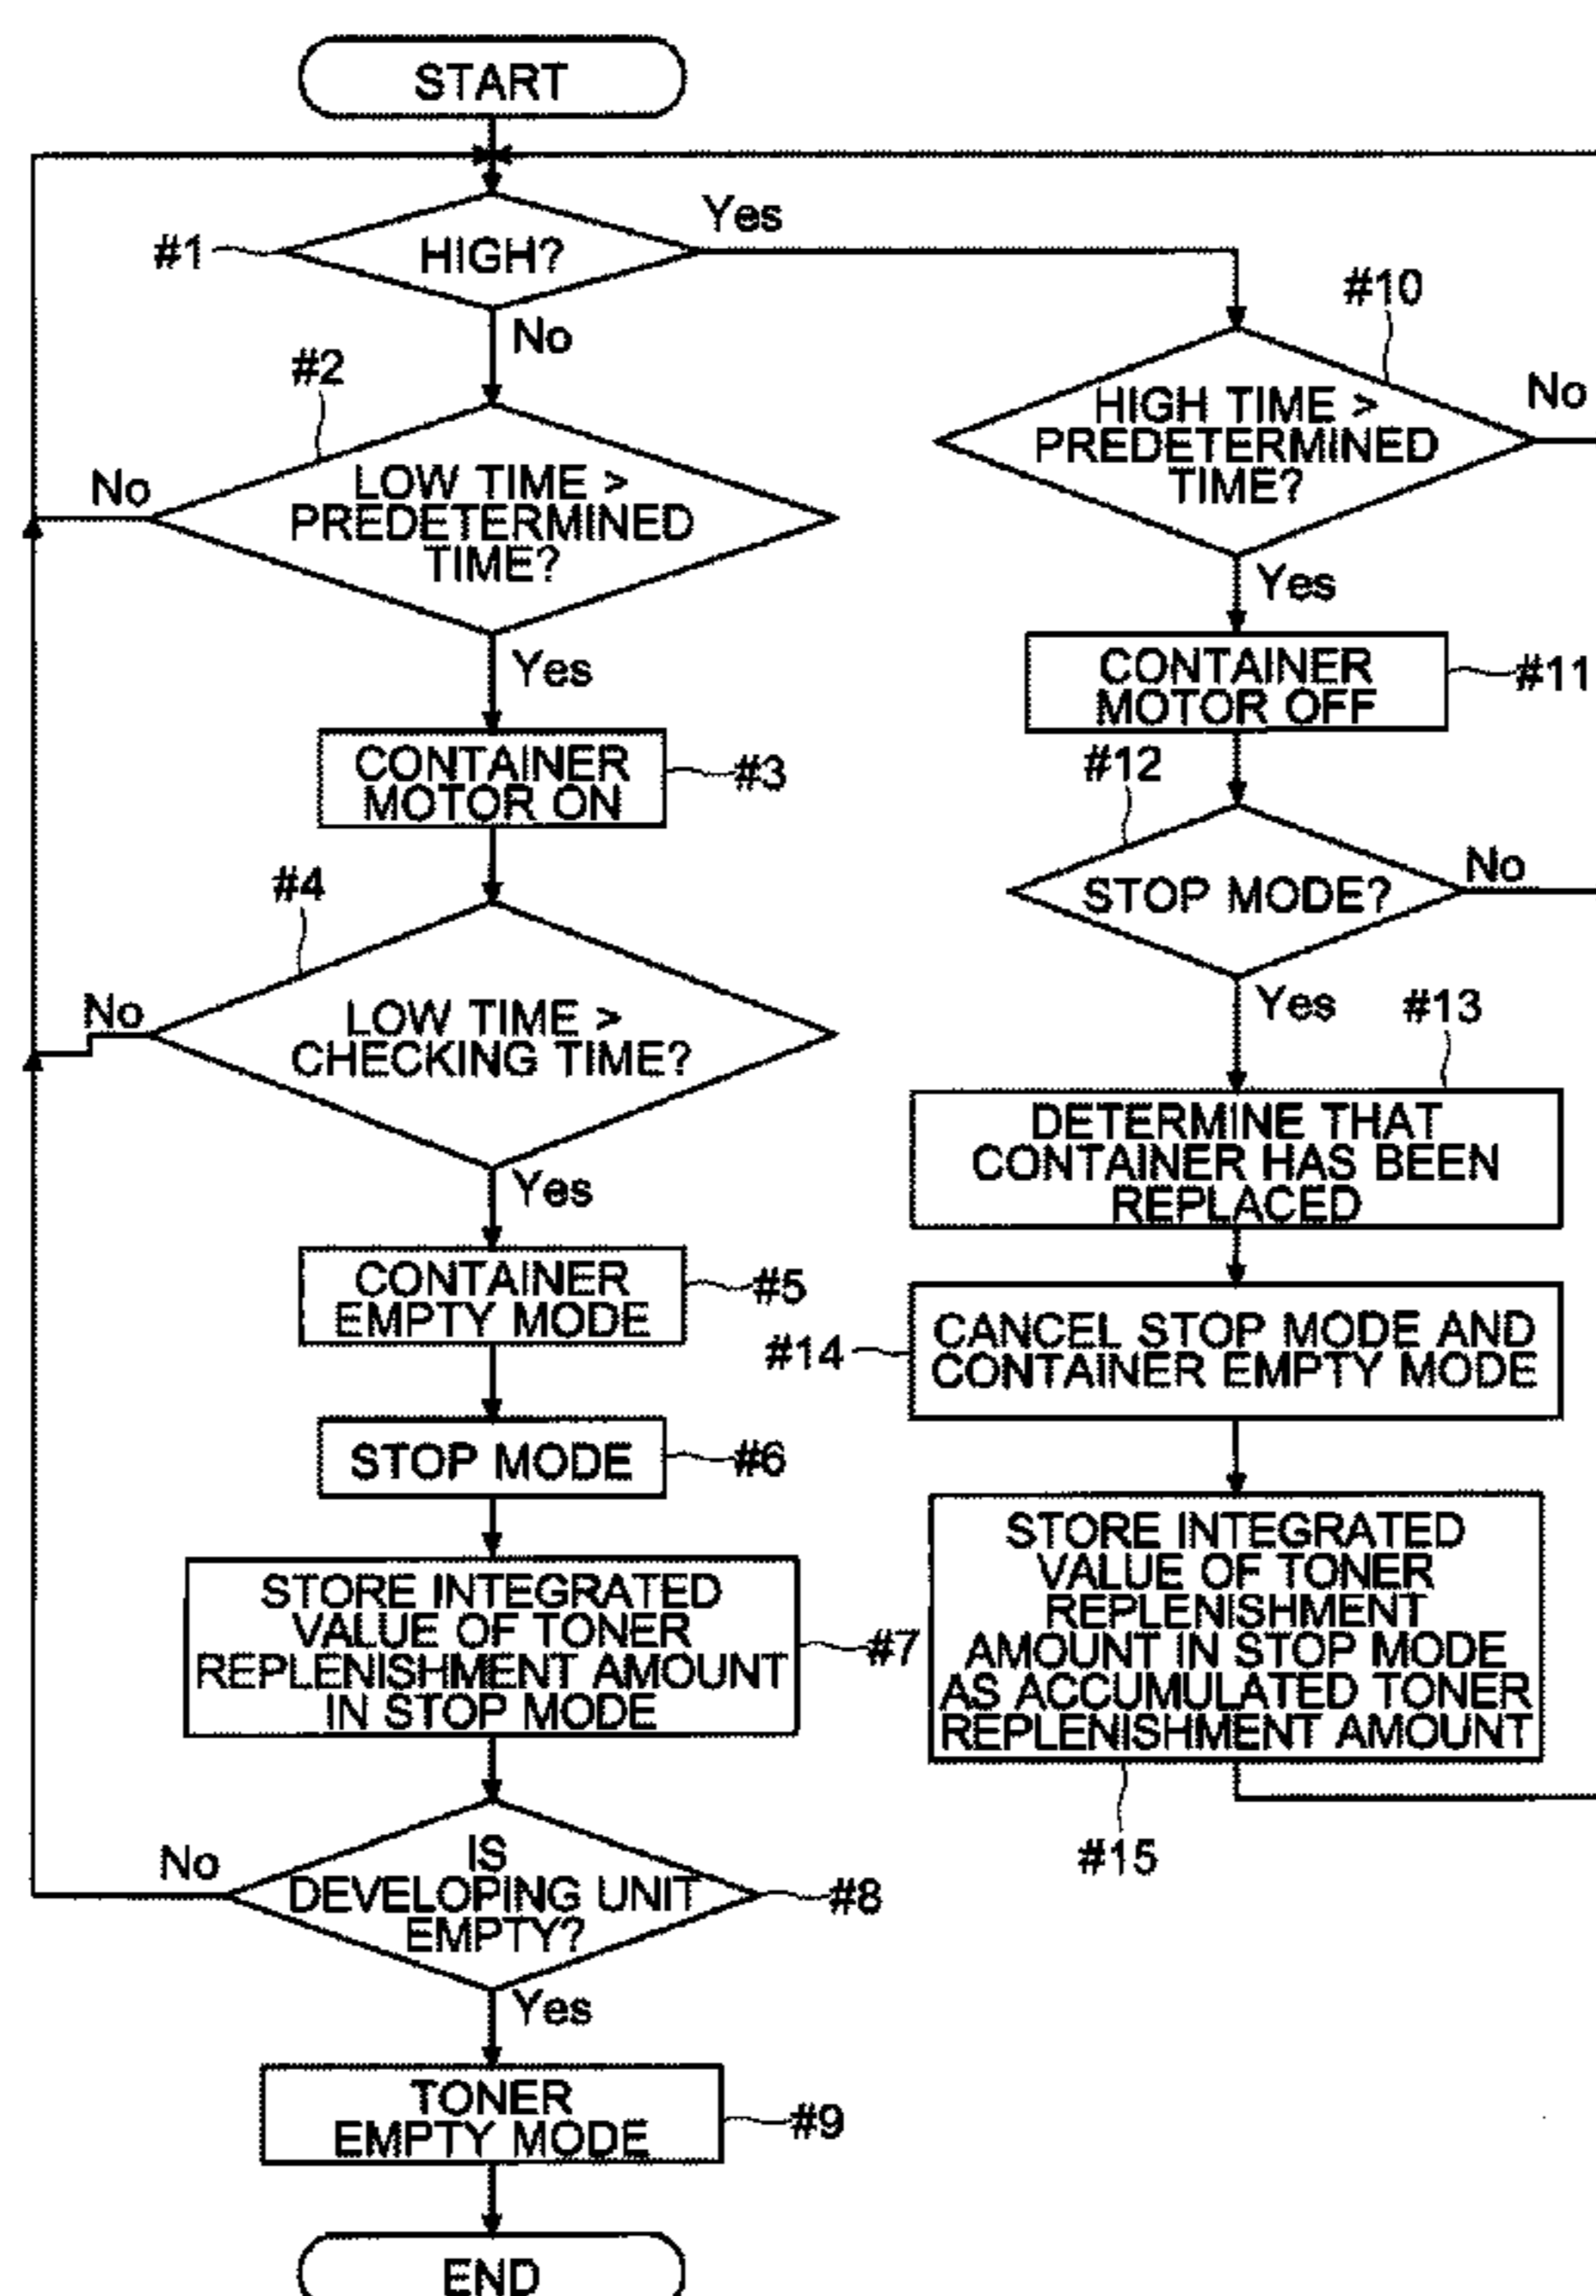 START
#1
HIGH?
Yes
No
#2
No
LOW TIME >
PREDETERMINED
TIME?
Yes
CONTAINER
MOTOR ON
#3
#4
No
LOW TIME >
CHECKING TIME?
Yes
CONTAINER
EMPTY MODE
#5
STOP MODE
#6
STORE INTEGRATED
VALUE OF TONER
REPLENISHMENT AMOUNT
IN STOP MODE
#7
No
IS
DEVELOPING UNIT
EMPTY?
#8
Yes
TONER
EMPTY MODE
#9
END
#10
No
HIGH TIME >
PREDETERMINED
TIME?
Yes
CONTAINER
MOTOR OFF
#11
#12
STOP MODE?
No
Yes
#13
DETERMINE THAT
CONTAINER HAS BEEN
REPLACED
#14
CANCEL STOP MODE AND
CONTAINER EMPTY MODE
STORE INTEGRATED
VALUE OF TONER
REPLENISHMENT
AMOUNT IN STOP MODE
AS ACCUMULATED TONER
REPLENISHMENT AMOUNT
#15